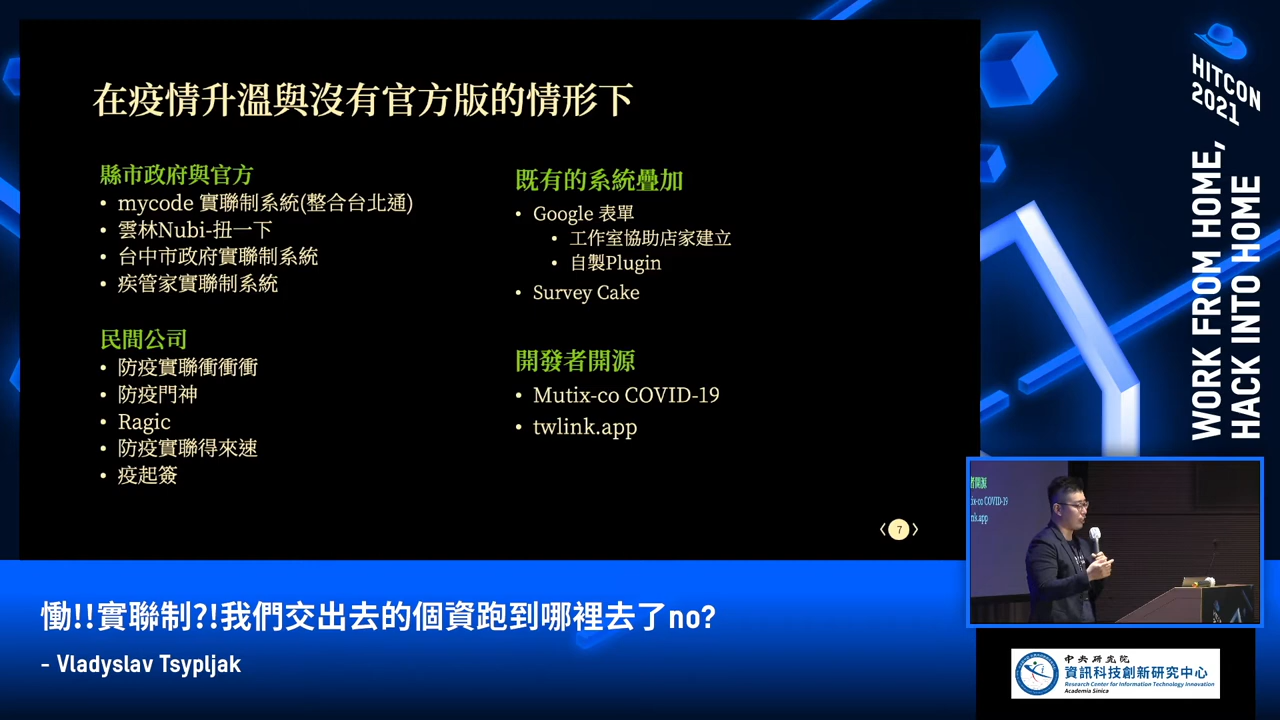 在疫情升溫與沒有官方版的情形下
縣市政府與官方
• mycode 實聯制系統(整合台北通)
• 雲林Nubi-扭一下
• 台中市政府實聯制系統
• 疾管家實聯制系統
民間公司
• 防疫實聯衝衝衝
• 防疫門神
• Ragic
• 防疫實聯得來速
• 疫起簽
既有的系統疊加
• Google 表單
• 工作室協助店家建立
• 自製Plugin
• Survey Cake
開發者開源
• Mutix-co COVID-19
• twlink.app
7
HITCON
2021
WORK FROM HOME,
HACK INTO HOME
者開源
tix-co COVID-19
nk.app
慟!!實聯制?!我們交出去的個資跑到哪裡去了no?
- Vladyslav Tsypljak
中央研究院
資訊科技創新研究中心
Research Center for Information Technology Innovation
Academia Sinica